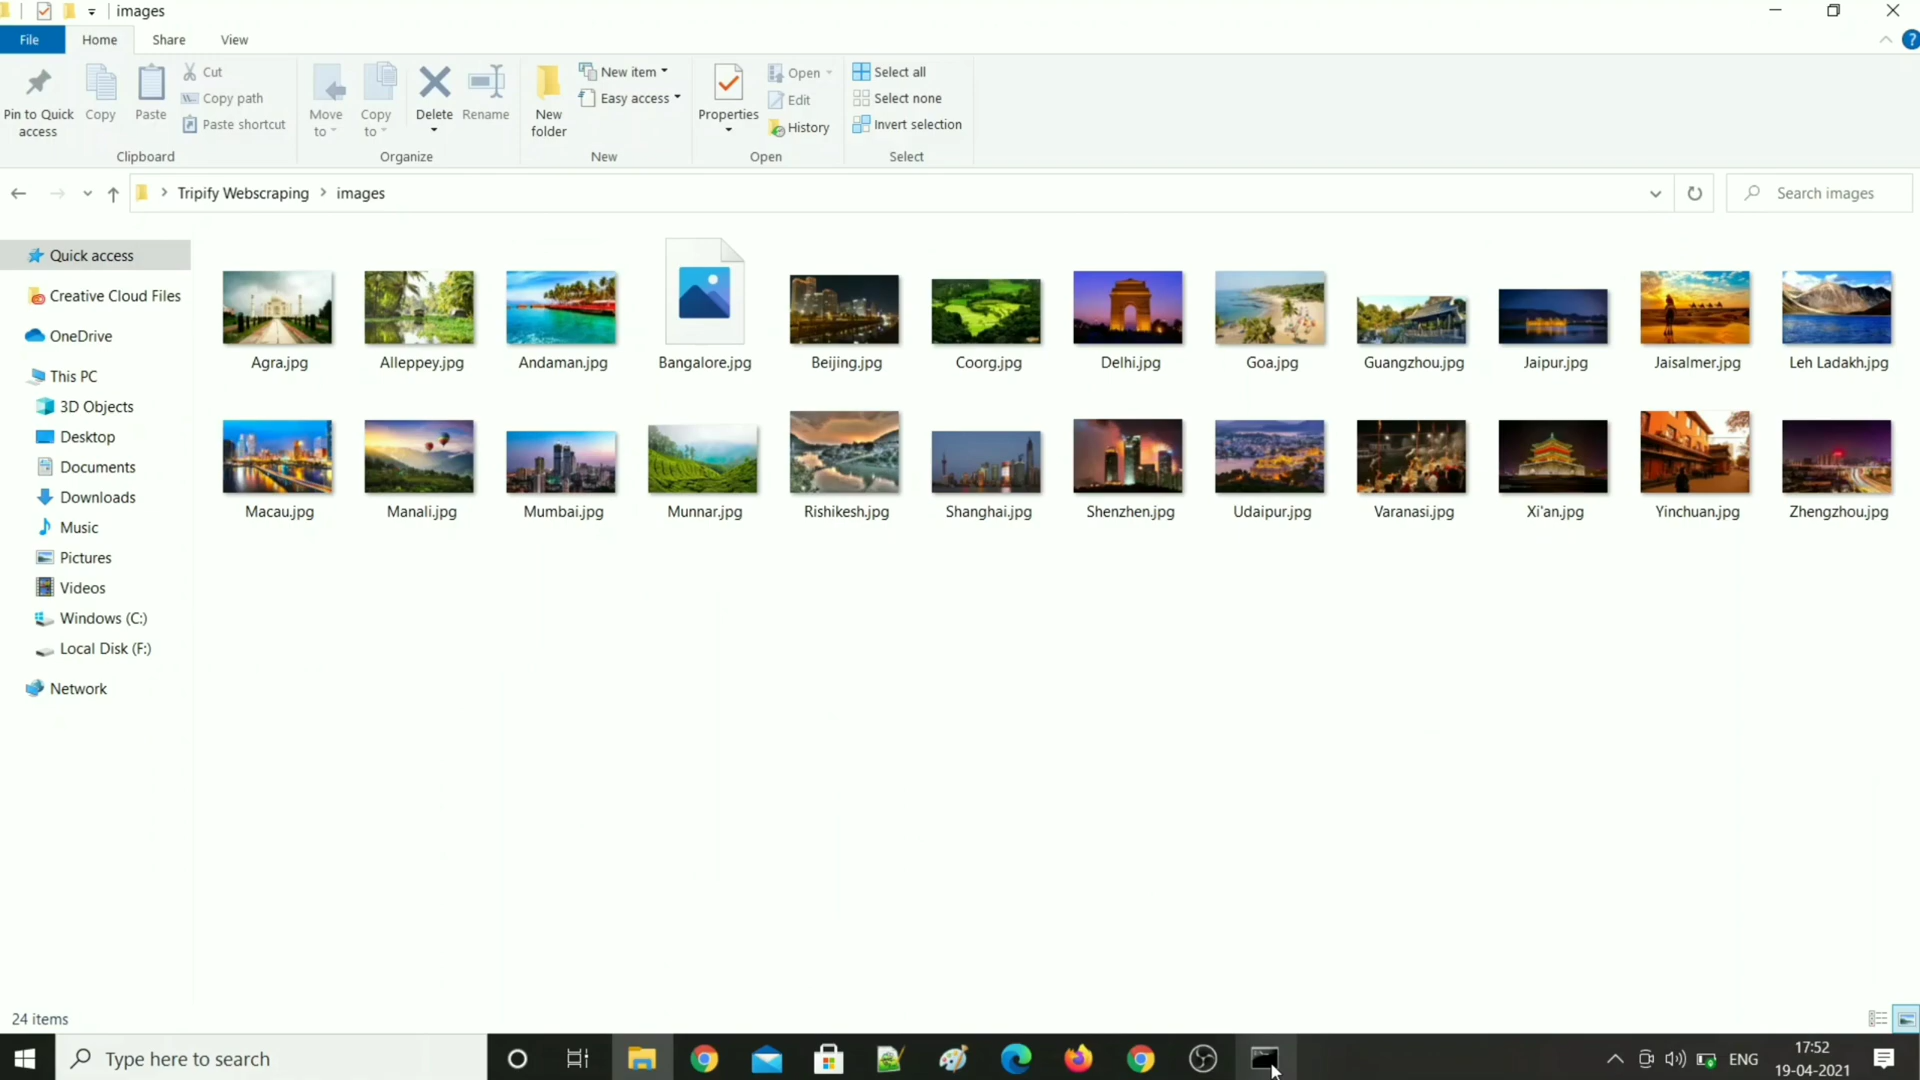 images
File Home Share View
Pin to Quick access
Copy
Paste
Cut
Copy path
Paste shortcut
Clipboard
Move to
Copy to
Delete
Rename
Organize
New folder
New item
Easy access
New
Properties
Open
Edit
History
Open
Select all
Select none
Invert selection
Select
Tripify Webscraping > images
Search images
Quick access
Creative Cloud Files
OneDrive
This PC
3D Objects
Desktop
Documents
Downloads
Music
Pictures
Videos
Windows (C:)
Local Disk (F:)
Network
Agra.jpg Alleppey.jpg Andaman.jpg Bangalore.jpg Beijing.jpg Coorg.jpg Delhi.jpg Goa.jpg Guangzhou.jpg Jaipur.jpg Jaisalmer.jpg Leh Ladakh.jpg
Macau.jpg Manali.jpg Mumbai.jpg Munnar.jpg Rishikesh.jpg Shanghai.jpg Shenzhen.jpg Udaipur.jpg Varanasi.jpg Xi'an.jpg Yinchuan.jpg Zhengzhou.jpg
24 items
Type here to search
ENG
17:52
19-04-2021